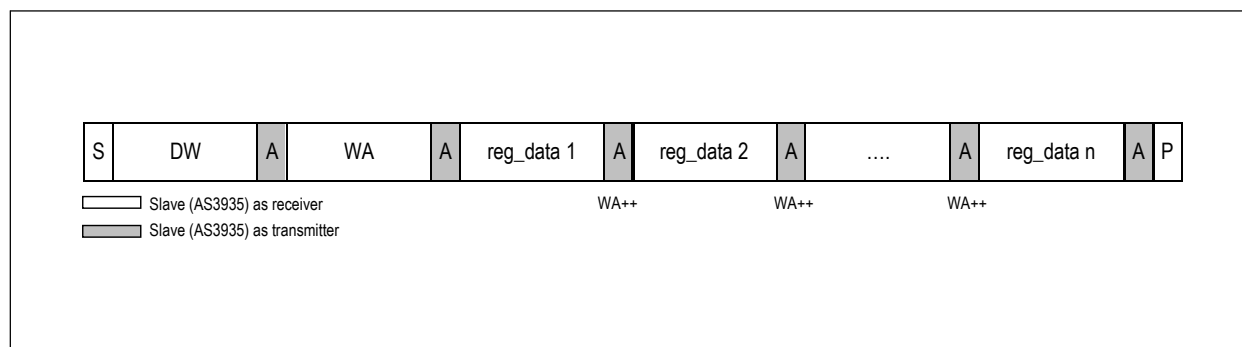 S DW A WA A reg_data 1 A reg_data 2 A .... A reg_data n A P
WA++ WA++ WA++
Slave (AS3935) as receiver
Slave (AS3935) as transmitter